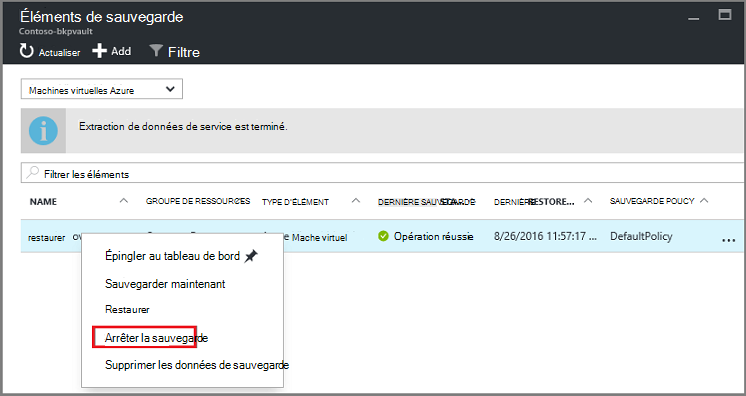 Éléments de sauvegarde
Contoso-bkpvault
Actualiser Add Filtre
Machines virtuelles Azure
Extraction de données de service est terminé.
Filtrer les éléments
NAME GROUPE DE RESSOURCES TYPE D'ÉLÉMENT DERNIÈRE SAUVEGARDE DERNIÈRE RESTORE... SAUVEGARDE POUCY
restaurer Mache virtuel Opération réussie 8/26/2016 11:57:17 ... DefaultPolicy ...
Épingler au tableau de bord
Sauvegarder maintenant
Restaurer
Arrêter la sauvegarde
Supprimer les données de sauvegarde